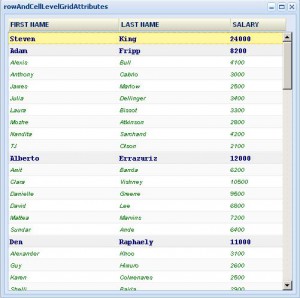 rowAndCellLevelGridAttributes
FIRST NAME LAST NAME SALARY
Steven King 24000
Adam Fripp 8200
Alexis Bull 4100
Anthony Cabrio 3000
James Marlow 2500
Julia Dellinger 3400
Laura Bissot 3300
Mozhe Atkinson 2800
Nandita Sarchand 4200
TJ Olson 2100
Alberto Errazuriz 12000
Amit Banda 6200
Clara Vishney 10500
Danielle Greene 9500
David Lee 6800
Mattea Marvins 7200
Sundar Ande 6400
Den Raphaely 11000
Alexander Khoo 3100
Guy Himuro 2600
Karen Colmenares 2500
Shelli Baida 2900